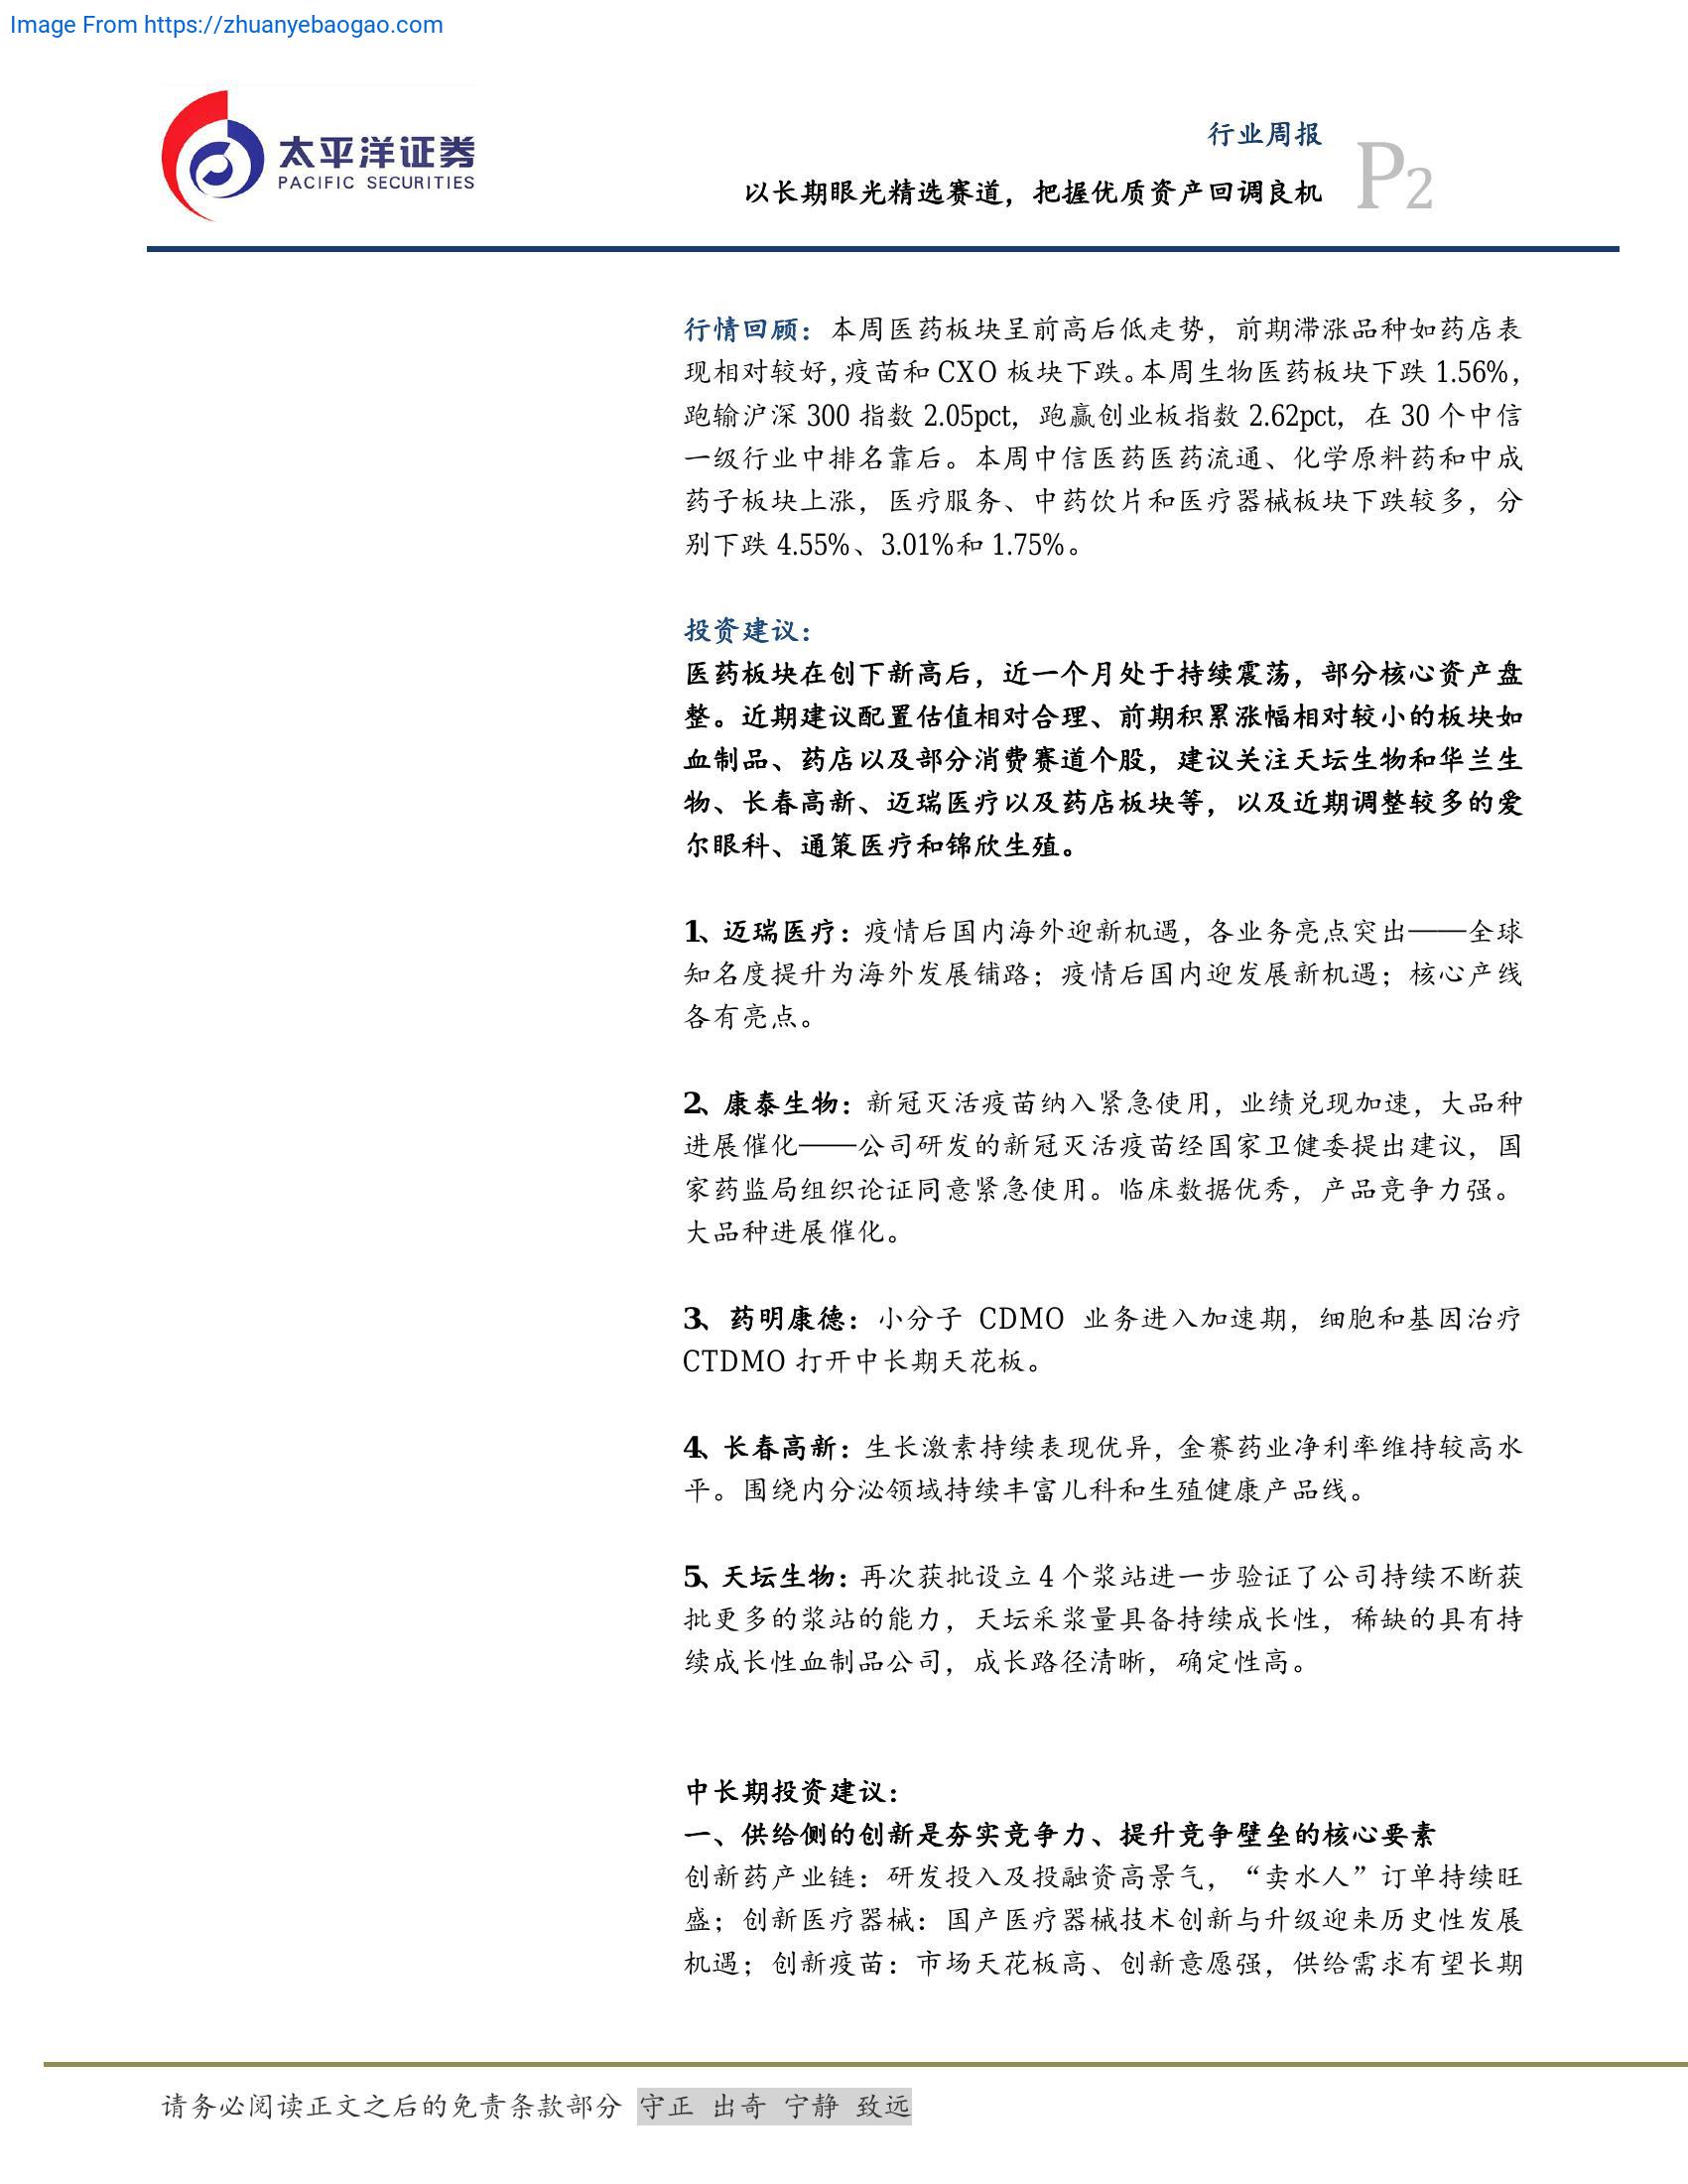 Image From https://zhuanyebaogao.com
太平洋证券
PACIFIC SECURITIES
行业周报
以长期眼光精选赛道，把握优质资产回调良机
P2
行情回顾：本周医药板块呈前高后低走势，前期滞涨品种如药店表
现相对较好，疫苗和 CXO 板块下跌。本周生物医药板块下跌 1.56%，
跑输沪深 300 指数 2.05pct，跑赢创业板指数 2.62pct，在 30 个中信
一级行业中排名靠后。本周中信医药医药流通、化学原料药和中成
药子板块上涨，医疗服务、中药饮片和医疗器械板块下跌较多，分
别下跌 4.55%、3.01%和 1.75%。
投资建议：
医药板块在创下新高后，近一个月处于持续震荡，部分核心资产盘
整。近期建议配置估值相对合理、前期积累涨幅相对较小的板块如
血制品、药店以及部分消费赛道个股，建议关注天坛生物和华兰生
物、长春高新、迈瑞医疗以及药店板块等，以及近期调整较多的爱
尔眼科、通策医疗和锦欣生殖。
1、迈瑞医疗：疫情后国内海外迎新机遇，各业务亮点突出——全球
知名度提升为海外发展铺路；疫情后国内迎发展新机遇；核心产线
各有亮点。
2、康泰生物：新冠灭活疫苗纳入紧急使用，业绩兑现加速，大品种
进展催化——公司研发的新冠灭活疫苗经国家卫健委提出建议，国
家药监局组织论证同意紧急使用。临床数据优秀，产品竞争力强。
大品种进展催化。
3、药明康德：小分子 CDMO 业务进入加速期，细胞和基因治疗
CTDMO 打开中长期天花板。
4、长春高新：生长激素持续表现优异，金赛药业净利率维持较高水
平。围绕内分泌领域持续丰富儿科和生殖健康产品线。
5、天坛生物：再次获批设立 4 个浆站进一步验证了公司持续不断获
批更多的浆站的能力，天坛采浆量具备持续成长性，稀缺的具有持
续成长性血制品公司，成长路径清晰，确定性高。
中长期投资建议：
一、供给侧的创新是夯实竞争力、提升竞争壁垒的核心要素
创新药产业链：研发投入及投融资高景气，“卖水人”订单持续旺
盛；创新医疗器械：国产医疗器械技术创新与升级迎来历史性发展
机遇；创新疫苗：市场天花板高、创新意愿强，供给需求有望长期
请务必阅读正文之后的免责条款部分 守正 出奇 宁静 致远